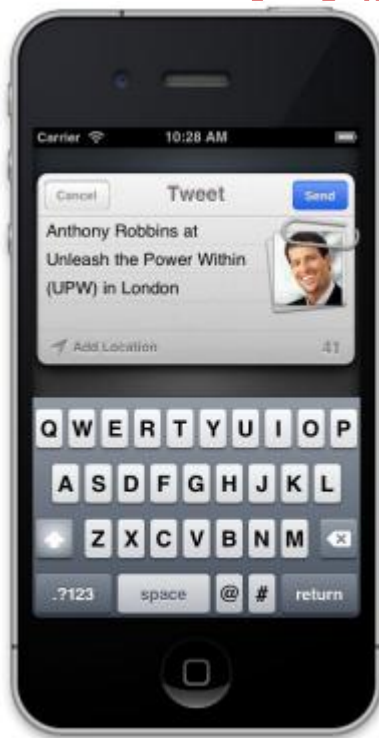 Carrier 10:28 AM
Cancel Tweet Send
Anthony Robbins at
Unleash the Power Within
(UPW) in London
Add Location 41
Q W E R T Y U I O P
A S D F G H J K L
Z X C V B N M
.?123 space @ # return